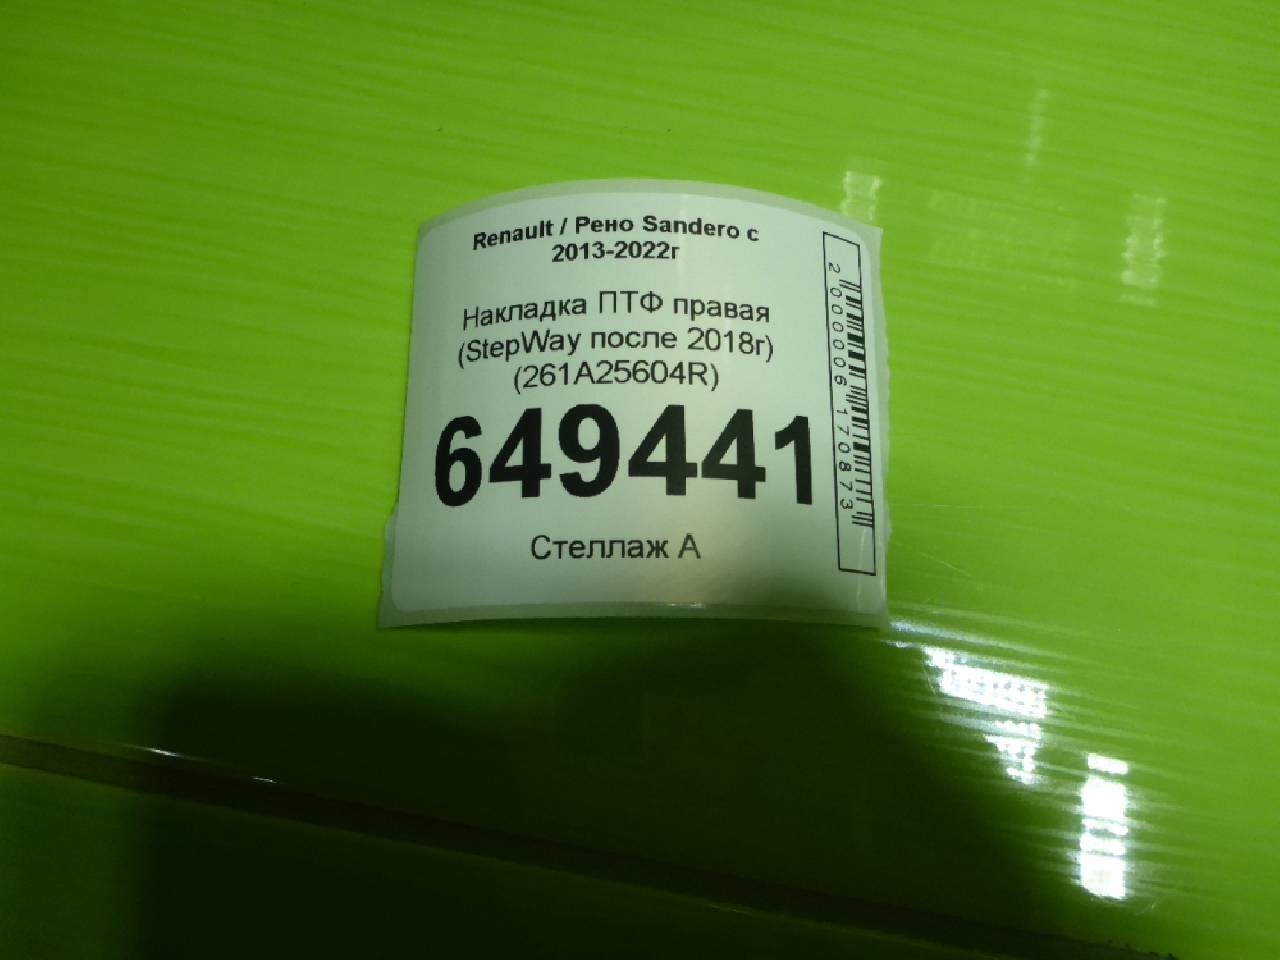 Renault / Рено Sandero с
2013-2022г
Накладка ПТФ правая
(StepWay после 2018г)
(261A25604R)
649441
Стеллаж А
2000006170873